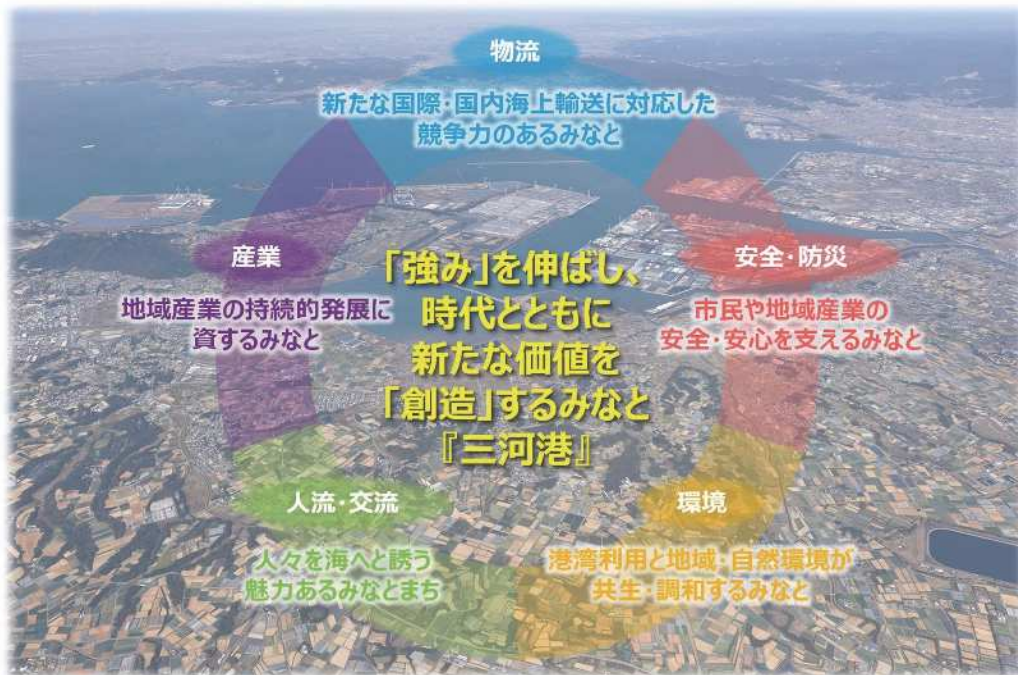 物流
新たな国際・国内海上輸送に対応した
競争力のあるみなと
産業
地域産業の持続的発展に
資するみなと
「強み」を伸ばし、
時代とともに
新たな価値を
「創造」するみなと
『三河港』
安全・防災
市民や地域産業の
安全・安心を支えるみなと
人流・交流
人々を海へと誘う
魅力あるみなとまち
環境
港湾利用と地域・自然環境が
共生・調和するみなと